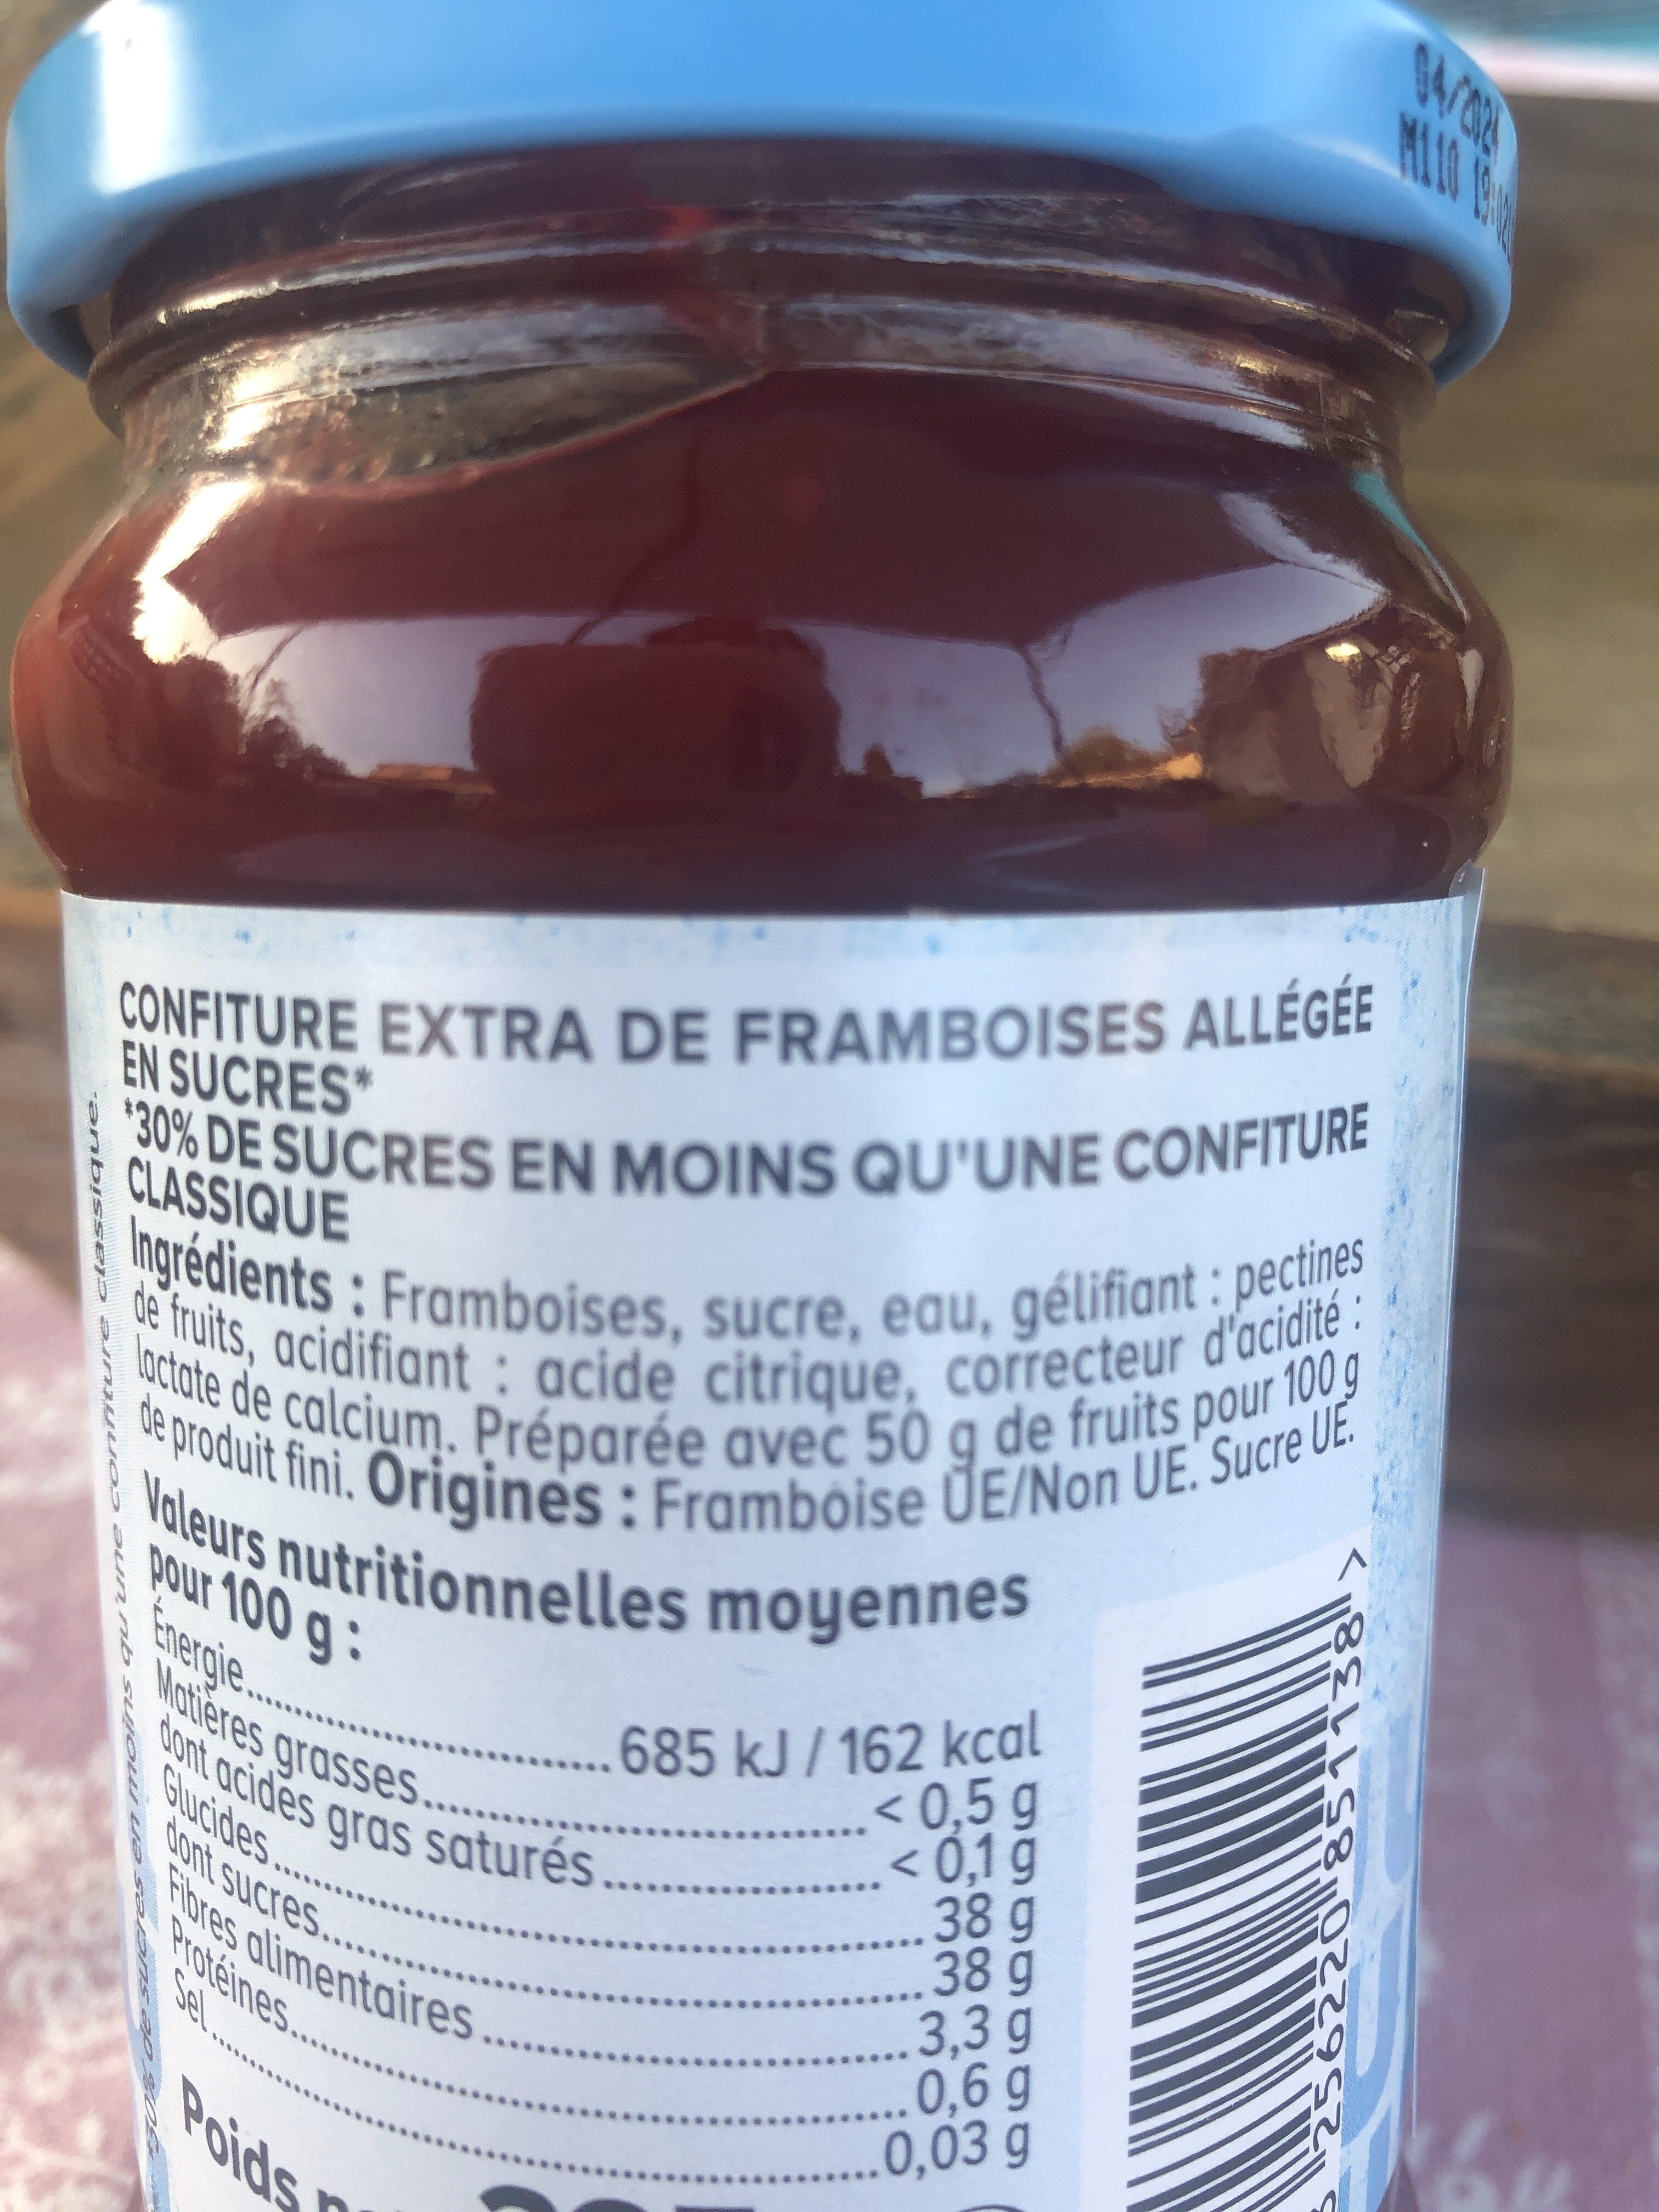 04/2024
M110 19:02
CONFITURE EXTRA DE FRAMBOISES ALLÉGÉE
EN SUCRES*
*30% DE SUCRES EN MOINS QU'UNE CONFITURE
CLASSIQUE
Ingrédients : Framboises, sucre, eau, gélifiant : pectines
de fruits, acidifiant : acide citrique, correcteur d'acidité :
lactate de calcium. Préparée avec 50 g de fruits pour 100 g
de produit fini. Origines : Framboise UE/Non UE. Sucre UE.
Valeurs nutritionnelles moyennes
pour 100 g :
Énergie 685 kJ / 162 kcal
Matières grasses < 0,5 g
dont acides gras saturés < 0,1 g
Glucides 38 g
dont sucres 38 g
Fibres alimentaires 3,3 g
Protéines 0,6 g
Sel 0,03 g
Poids
*30% de sucres en moins qu'une confiture classique.
256220 851138 >